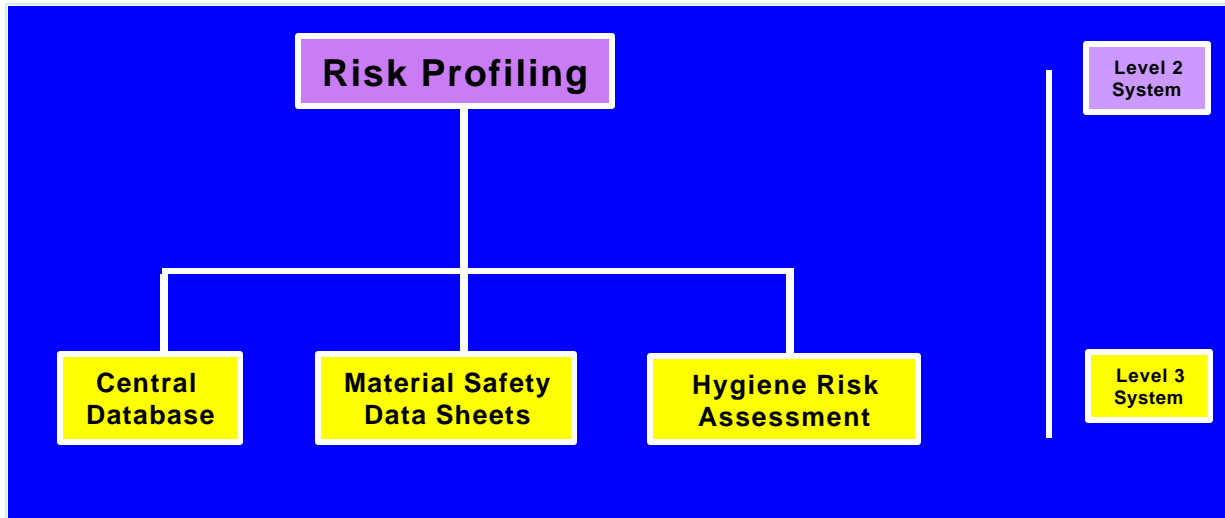 Risk Profiling
Level 2
System
Central
Database
Material Safety
Data Sheets
Hygiene Risk
Assessment
Level 3
System